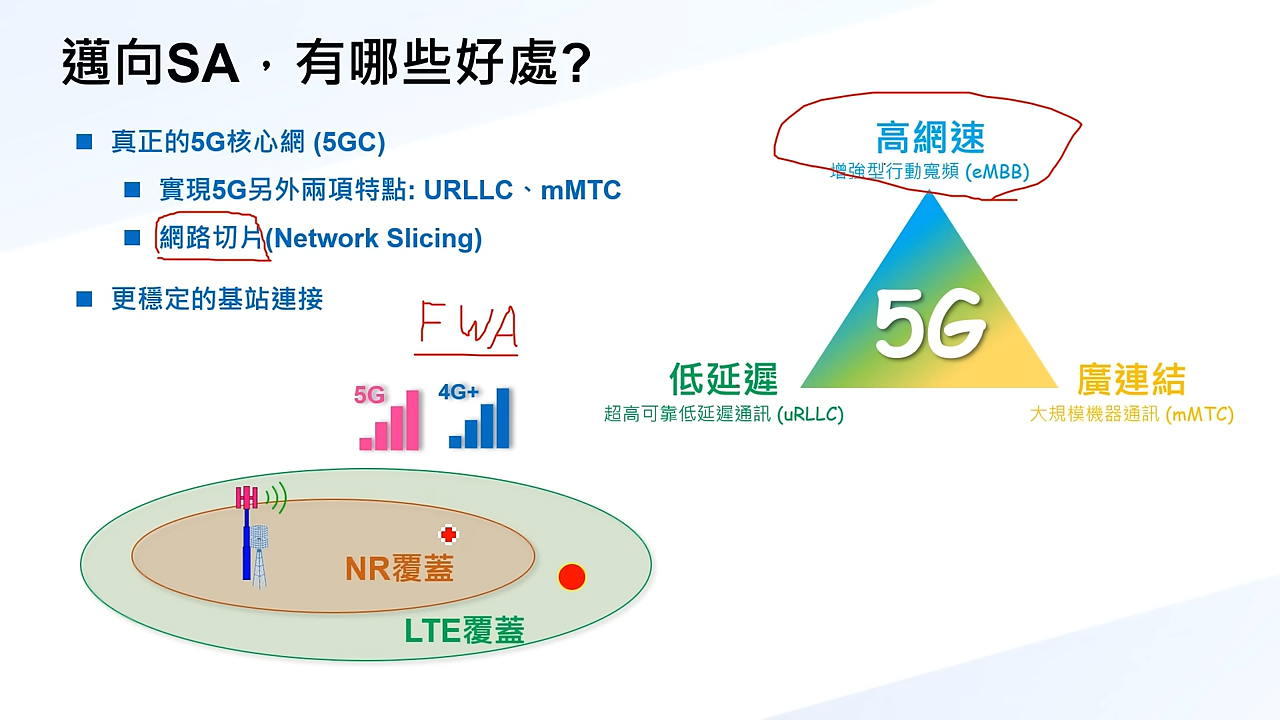 邁向SA，有哪些好處?
真正的5G核心網 (5GC)
實現5G另外兩項特點: URLLC、mMTC
網路切片(Network Slicing)
更穩定的基站連接
FWA
5G
4G+
NR覆蓋
LTE覆蓋
高網速
增強型行動寬頻 (eMBB)
5G
低延遲
超高可靠低延遲通訊 (uRLLC)
廣連結
大規模機器通訊 (mMTC)